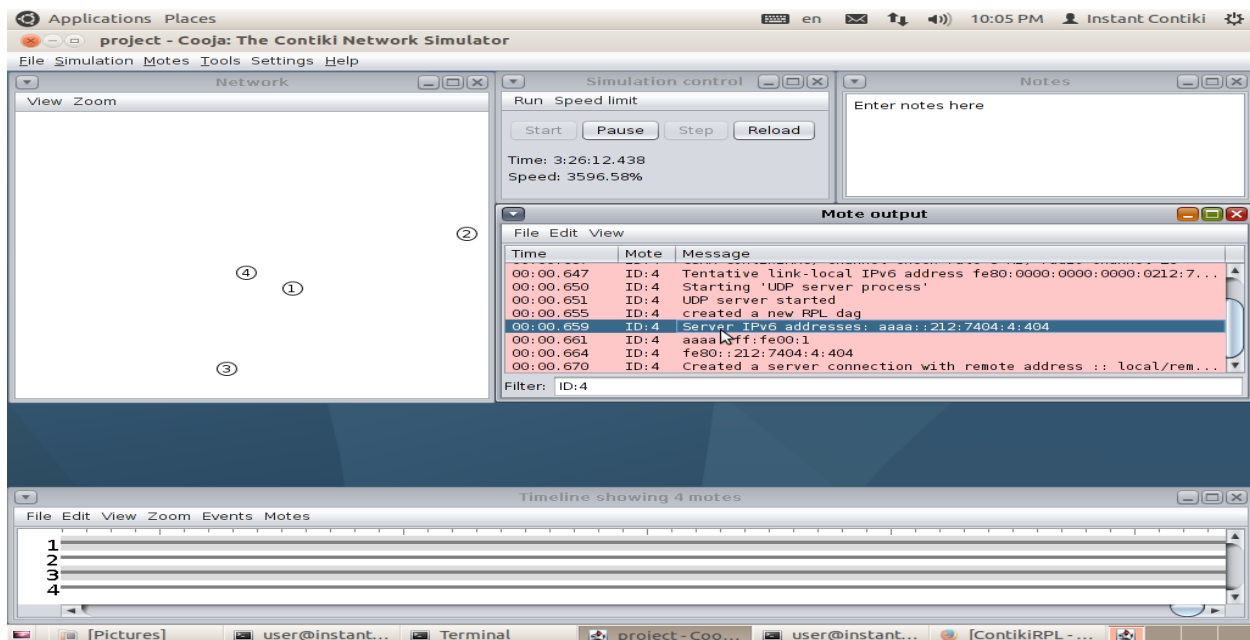 Applications Places en 10:05 PM Instant Contiki
project - Cooja: The Contiki Network Simulator
File Simulation Motes Tools Settings Help
Network
View Zoom
2
4
1
3
Simulation control
Run Speed limit
Start Pause Step Reload
Time: 3:26:12.438
Speed: 3596.58%
Notes
Enter notes here
Mote output
File Edit View
Time Mote Message
00:00.647 ID:4 Tentative link-local IPv6 address fe80:0000:0000:0000:0212:7...
00:00.650 ID:4 Starting 'UDP server process'
00:00.651 ID:4 UDP server started
00:00.655 ID:4 created a new RPL dag
00:00.659 ID:4 Server IPv6 addresses: aaaa::212:7404:4:404
00:00.661 ID:4 aaaa::ff:fe00:1
00:00.664 ID:4 fe80::212:7404:4:404
00:00.670 ID:4 Created a server connection with remote address :: local/rem...
Filter: ID:4
Timeline showing 4 motes
File Edit View Zoom Events Motes
1
2
3
4
[Pictures] user@instant... Terminal project - Coo... user@instant... [ContikiRPL - ...